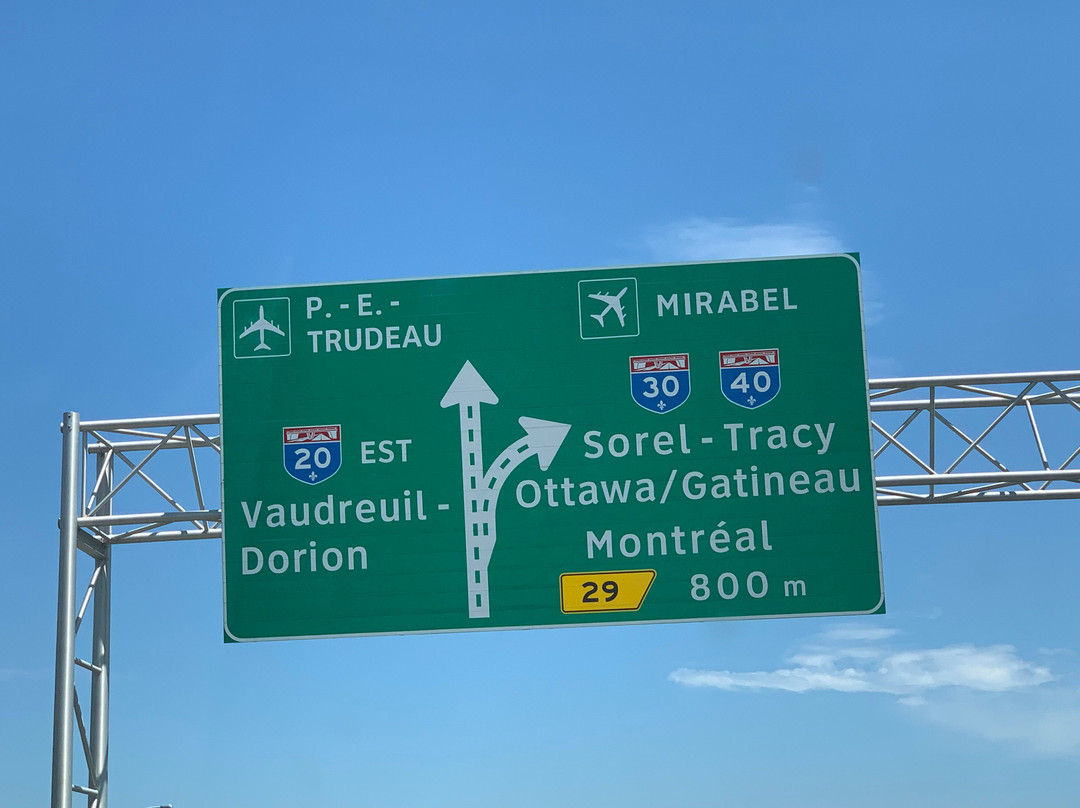 P.-E.-
TRUDEAU
20 EST
Vaudreuil-
Dorion
MIRABEL
30 40
Sorel-Tracy
Ottawa/Gatineau
Montréal
29 800 m